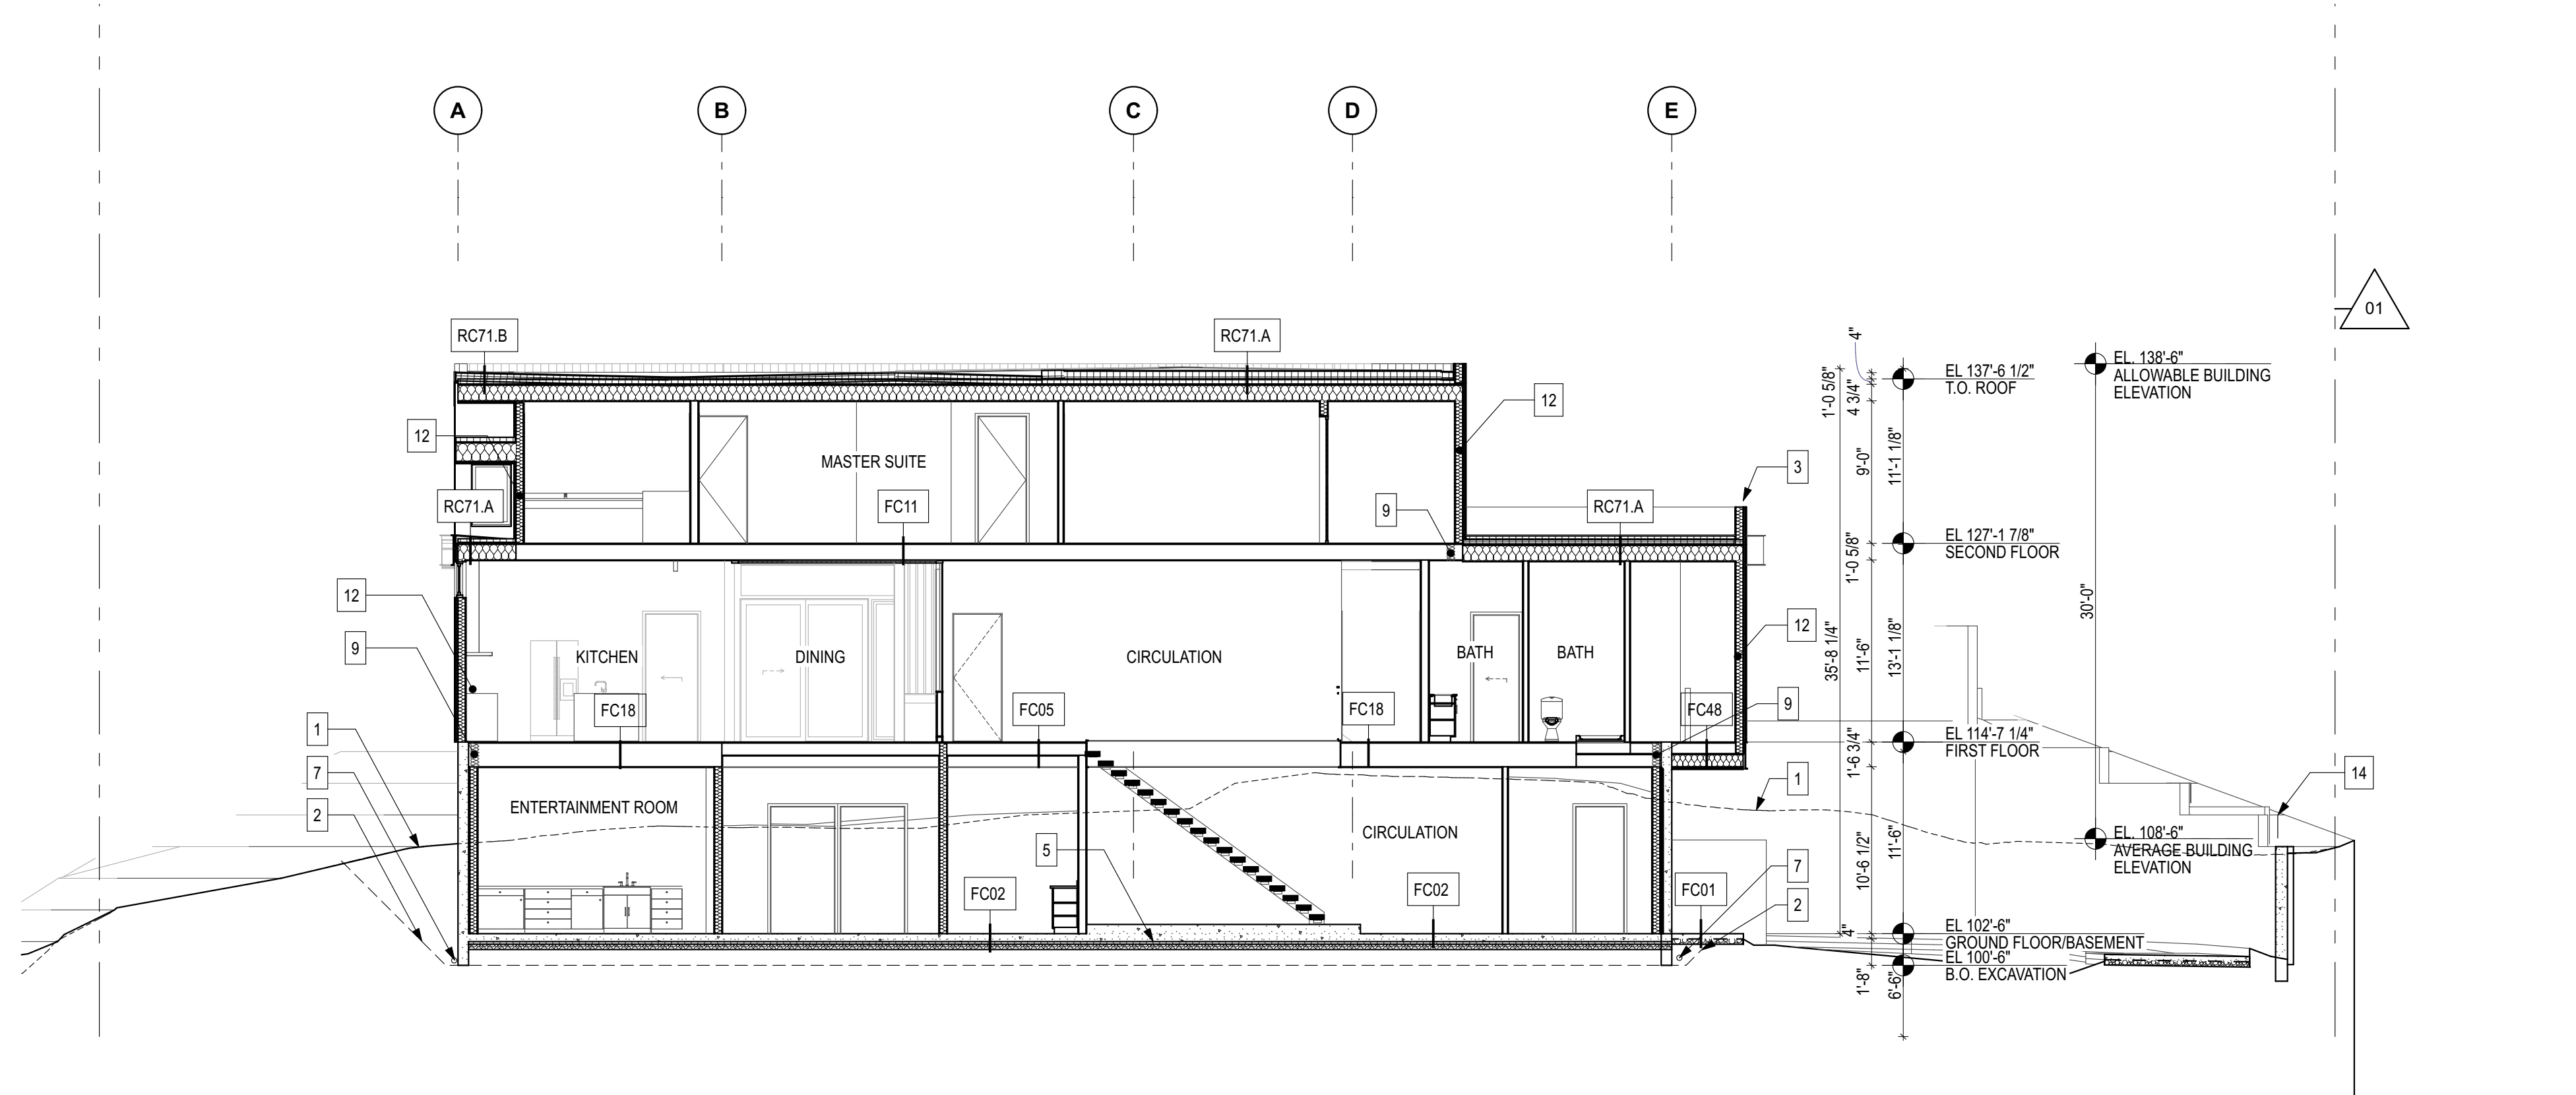 A
B
C
D
E
01
RC71.B
RC71.A
4"
1'-0 5/8"
4 3/4"
EL 137'-6 1/2"
T.O. ROOF
EL. 138'-6"
ALLOWABLE BUILDING
ELEVATION
12
12
MASTER SUITE
3
9'-0"
11'-1 1/8"
RC71.A
FC11
9
RC71.A
EL 127'-1 7/8"
SECOND FLOOR
1'-0 5/8"
12
9
KITCHEN
DINING
CIRCULATION
BATH
BATH
12
35'-8 1/4"
11'-6"
13'-1 1/8"
30'-0"
FC18
FC05
FC18
FC48
9
1
EL 114'-7 1/4"
FIRST FLOOR
1'-6 3/4"
7
1
14
2
ENTERTAINMENT ROOM
CIRCULATION
EL. 108'-6"
AVERAGE BUILDING
ELEVATION
5
10'-6 1/2"
11'-6"
7
FC02
FC02
FC01
2
4"
EL 102'-6"
GROUND FLOOR/BASEMENT
EL 100'-6"
B.O. EXCAVATION
1'-8"
6'-6"